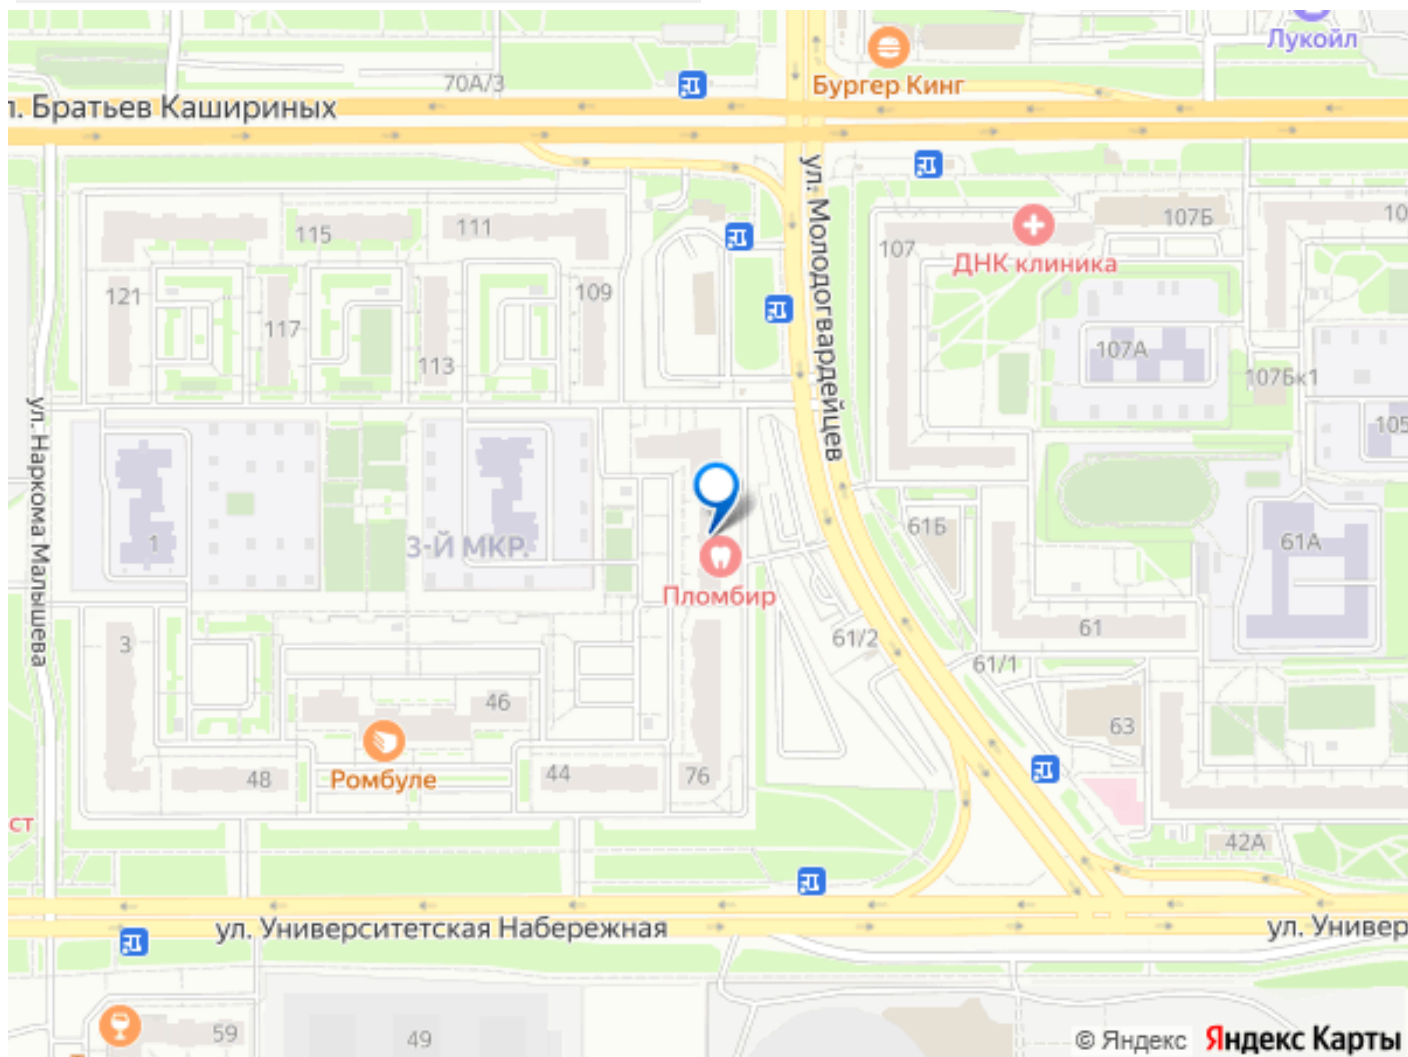 Лукойл
Бургер Кинг
70А/3
л. Братьев Кашириных
ул. Молодогвардейцев
107Б
10
115
111
107
ДНК клиника
121
109
117
113
107А
107Бк1
ул. Наркома Малышева
105
61Б
61А
1
3-Й МКР.
Пломбир
3
61/2
61
61/1
46
63
48
Ромбуле
44
76
ст
42А
ул. Университетская Набережная
ул. Универ
59
49
© Яндекс Яндекс Карты